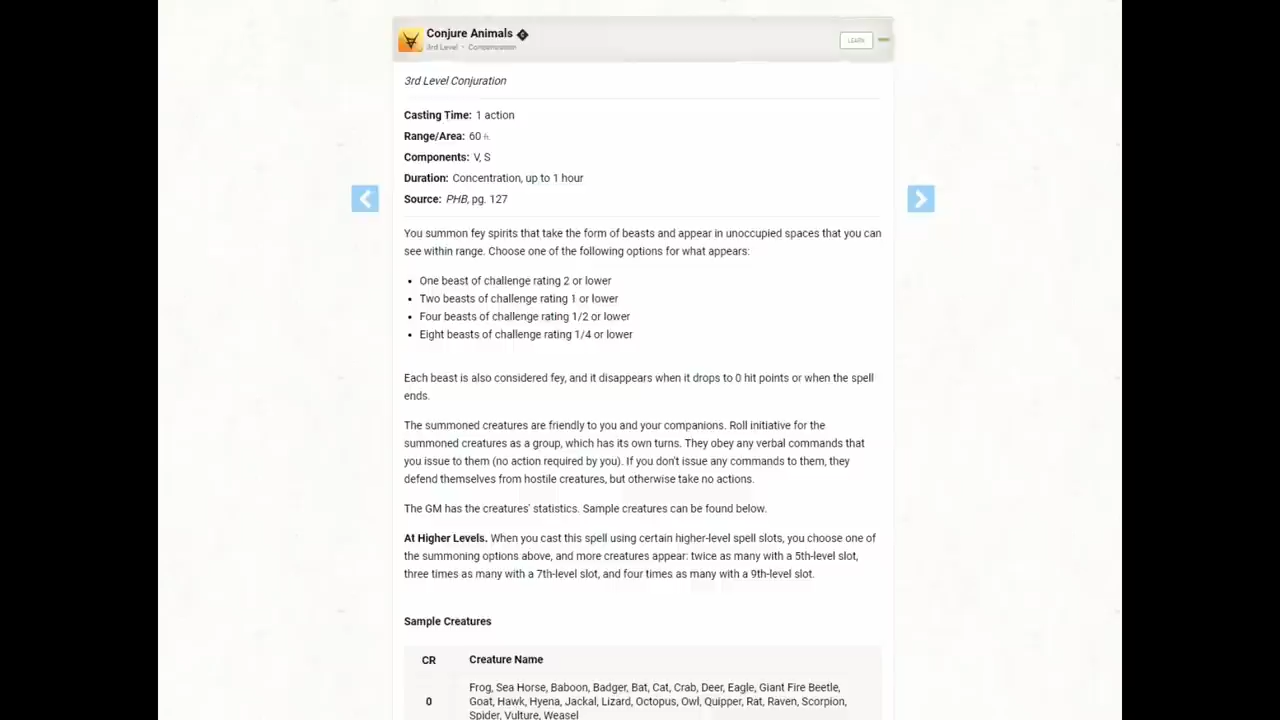 Conjure Animals
3rd Level • Conjuration
LEARN
3rd Level Conjuration
Casting Time: 1 action
Range/Area: 60 ft.
Components: V, S
Duration: Concentration, up to 1 hour
Source: PHB, pg. 127
You summon fey spirits that take the form of beasts and appear in unoccupied spaces that you can
see within range. Choose one of the following options for what appears:
• One beast of challenge rating 2 or lower
• Two beasts of challenge rating 1 or lower
• Four beasts of challenge rating 1/2 or lower
• Eight beasts of challenge rating 1/4 or lower
Each beast is also considered fey, and it disappears when it drops to 0 hit points or when the spell
ends.
The summoned creatures are friendly to you and your companions. Roll initiative for the
summoned creatures as a group, which has its own turns. They obey any verbal commands that
you issue to them (no action required by you). If you don't issue any commands to them, they
defend themselves from hostile creatures, but otherwise take no actions.
The GM has the creatures' statistics. Sample creatures can be found below.
At Higher Levels. When you cast this spell using certain higher-level spell slots, you choose one of
the summoning options above, and more creatures appear: twice as many with a 5th-level slot,
three times as many with a 7th-level slot, and four times as many with a 9th-level slot.
Sample Creatures
CR Creature Name
Frog, Sea Horse, Baboon, Badger, Bat, Cat, Crab, Deer, Eagle, Giant Fire Beetle,
0 Goat, Hawk, Hyena, Jackal, Lizard, Octopus, Owl, Quipper, Rat, Raven, Scorpion,
Spider, Vulture, Weasel